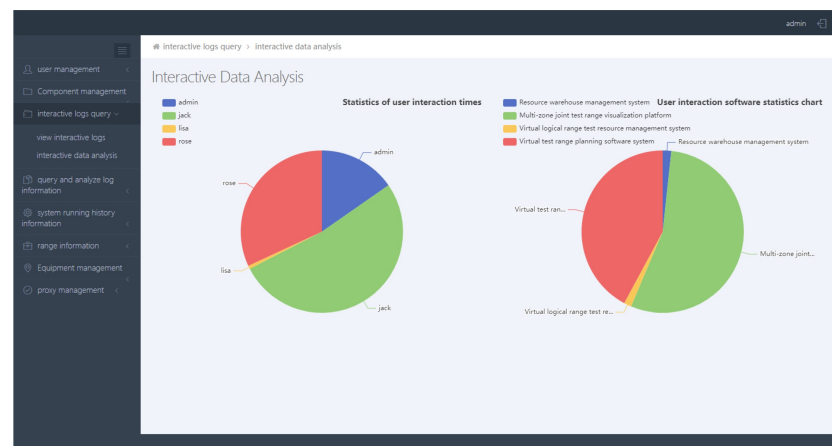 admin
interactive logs query > interactive data analysis
user management
Component management
interactive logs query
view interactive logs
interactive data analysis
query and analyze log
information
system running history
information
range information
Equipment management
proxy management
Interactive Data Analysis
Statistics of user interaction times
admin
jack
lisa
rose
admin
rose
lisa
jack
User interaction software statistics chart
Resource warehouse management system
Multi-zone joint test range visualization platform
Virtual logical range test resource management system
Virtual test range planning software system
Resource warehouse management system
Virtual test ran...
Multi-zone joint...
Virtual logical range test re...